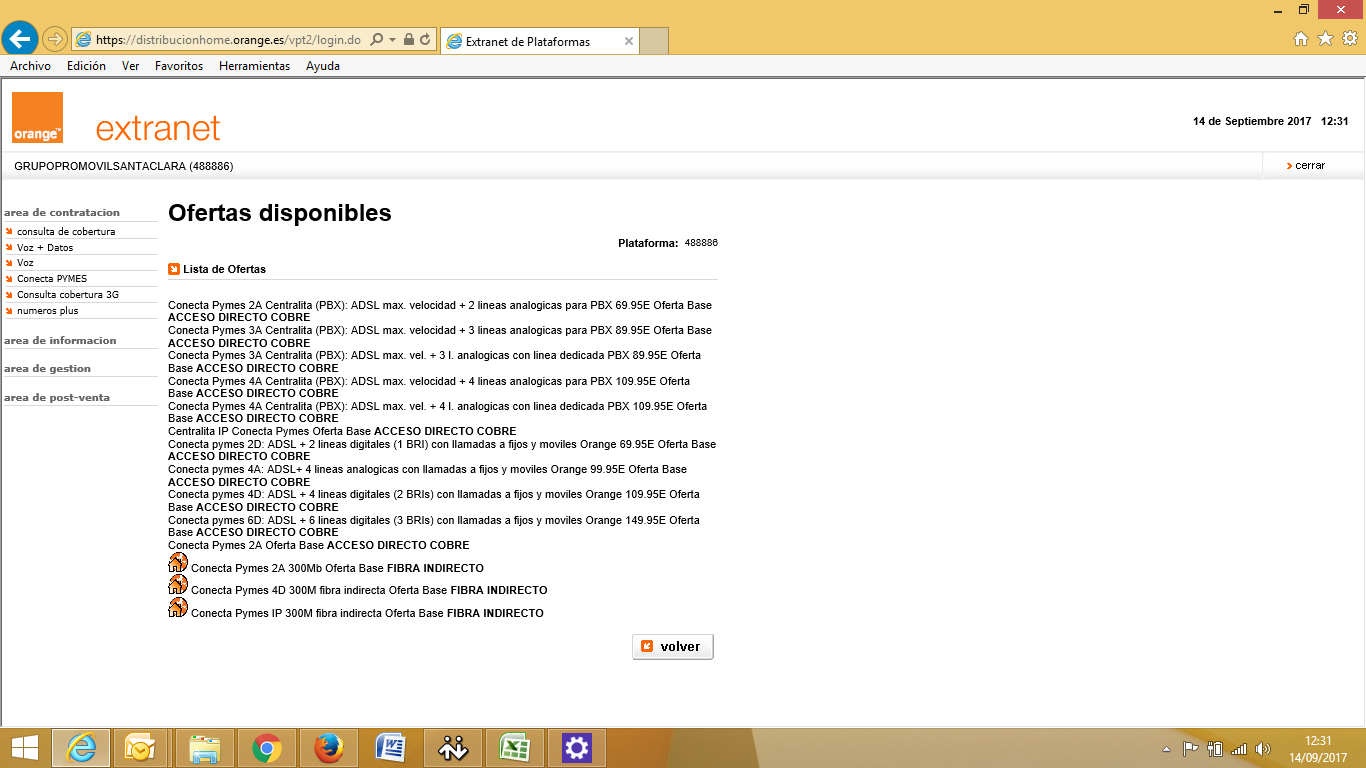 https://distribucionhome.orange.es/vpt2/login.do
Extranet de Plataformas
Archivo Edición Ver Favoritos Herramientas Ayuda
orange™
extranet
14 de Septiembre 2017 12:31
GRUPOPROMOVILSANTACLARA (488886)
cerrar
area de contratacion
consulta de cobertura
Voz + Datos
Voz
Conecta PYMES
Consulta cobertura 3G
numeros plus
area de informacion
area de gestion
area de post-venta
Ofertas disponibles
Plataforma: 488886
Lista de Ofertas
Conecta Pymes 2A Centralita (PBX): ADSL max. velocidad + 2 lineas analogicas para PBX 69.95E Oferta Base
ACCESO DIRECTO COBRE
Conecta Pymes 3A Centralita (PBX): ADSL max. velocidad + 3 lineas analogicas para PBX 89.95E Oferta Base
ACCESO DIRECTO COBRE
Conecta Pymes 3A Centralita (PBX): ADSL max. vel. + 3 l. analogicas con linea dedicada PBX 89.95E Oferta
Base ACCESO DIRECTO COBRE
Conecta Pymes 4A Centralita (PBX): ADSL max. velocidad + 4 lineas analogicas para PBX 109.95E Oferta
Base ACCESO DIRECTO COBRE
Conecta Pymes 4A Centralita (PBX): ADSL max. vel. + 4 l. analogicas con linea dedicada PBX 109.95E Oferta
Base ACCESO DIRECTO COBRE
Centralita IP Conecta Pymes Oferta Base ACCESO DIRECTO COBRE
Conecta pymes 2D: ADSL + 2 lineas digitales (1 BRI) con llamadas a fijos y moviles Orange 69.95E Oferta Base
ACCESO DIRECTO COBRE
Conecta pymes 4A: ADSL+ 4 lineas analogicas con llamadas a fijos y moviles Orange 99.95E Oferta Base
ACCESO DIRECTO COBRE
Conecta pymes 4D: ADSL + 4 lineas digitales (2 BRIs) con llamadas a fijos y moviles Orange 109.95E Oferta
Base ACCESO DIRECTO COBRE
Conecta pymes 6D: ADSL + 6 lineas digitales (3 BRIs) con llamadas a fijos y moviles Orange 149.95E Oferta
Base ACCESO DIRECTO COBRE
Conecta Pymes 2A Oferta Base ACCESO DIRECTO COBRE
Conecta Pymes 2A 300Mb Oferta Base FIBRA INDIRECTO
Conecta Pymes 4D 300M fibra indirecta Oferta Base FIBRA INDIRECTO
Conecta Pymes IP 300M fibra indirecta Oferta Base FIBRA INDIRECTO
volver
12:31
14/09/2017